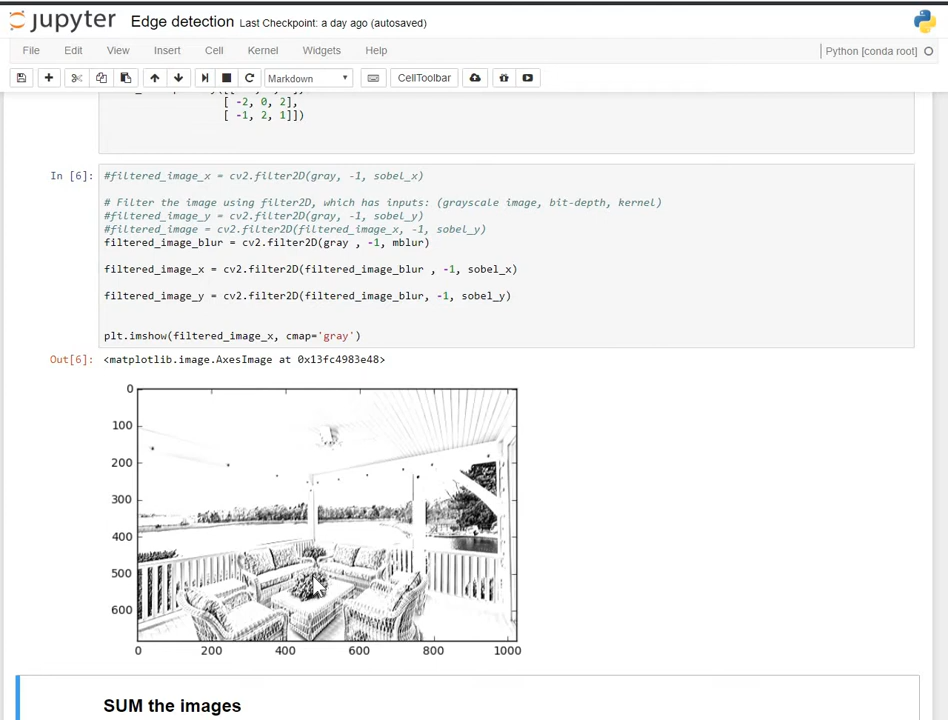 jupyter Edge detection Last Checkpoint: a day ago (autosaved)
File Edit View Insert Cell Kernel Widgets Help Python [conda root]
Markdown CellToolbar
[ -2, 0, 2],
[ -1, 2, 1]])
In [6]: #filtered_image_x = cv2.filter2D(gray, -1, sobel_x)
# Filter the image using filter2D, which has inputs: (grayscale image, bit-depth, kernel)
#filtered_image_y = cv2.filter2D(gray, -1, sobel_y)
#filtered_image = cv2.filter2D(filtered_image_x, -1, sobel_y)
filtered_image_blur = cv2.filter2D(gray , -1, mblur)
filtered_image_x = cv2.filter2D(filtered_image_blur , -1, sobel_x)
filtered_image_y = cv2.filter2D(filtered_image_blur, -1, sobel_y)
plt.imshow(filtered_image_x, cmap='gray')
Out[6]: <matplotlib.image.AxesImage at 0x13fc4983e48>
0
100
200
300
400
500
600
0 200 400 600 800 1000
SUM the images